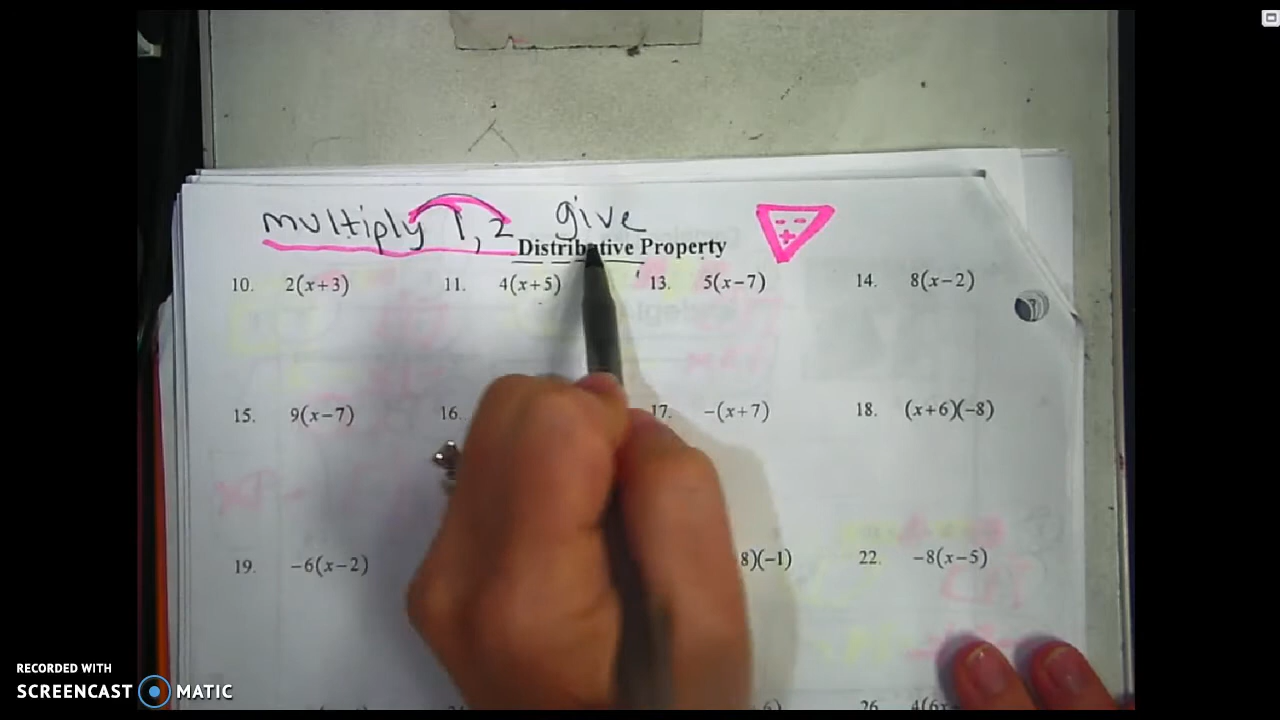 multiply 1, 2 give
Distributive Property
10. 2(x+3) 11. 4(x+5) 13. 5(x−7) 14. 8(x−2)
15. 9(x−7) 16. 17. −(x+7) 18. (x+6)(−8)
19. −6(x−2) 8)(−1) 22. −8(x−5)
26.
RECORDED WITH
SCREENCAST MATIC